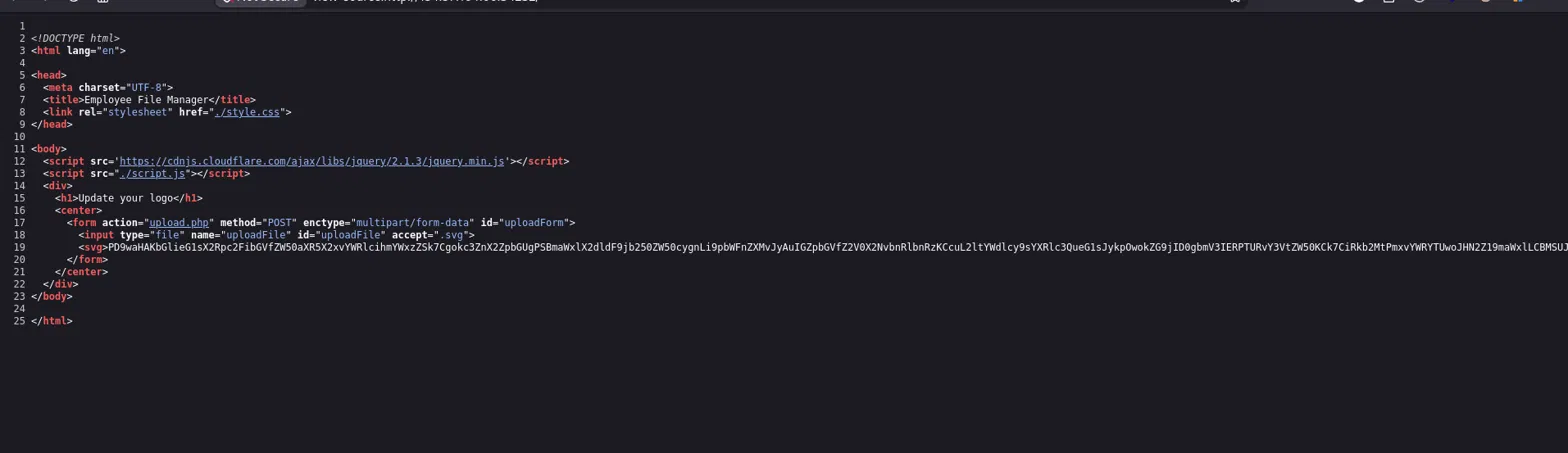 1
2 <!DOCTYPE html>
3 <html lang="en">
4
5 <head>
6 <meta charset="UTF-8">
7 <title>Employee File Manager</title>
8 <link rel="stylesheet" href="./style.css">
9 </head>
10
11 <body>
12 <script src='https://cdnjs.cloudflare.com/ajax/libs/jquery/2.1.3/jquery.min.js'></script>
13 <script src="./script.js"></script>
14 <div>
15 <h1>Update your logo</h1>
16 <center>
17 <form action="upload.php" method="POST" enctype="multipart/form-data" id="uploadForm">
18 <input type="file" name="uploadFile" id="uploadFile" accept=".svg">
19 <svg>PD9waHAKbGlieG1sX2Rpc2FibGVfZW50aXR5X2xvYWRlcihmYWxzZSk7Cgokc3ZnX2ZpbGUgPSBmaWxlX2dldF9jb250ZW50cygnLi9pbWFnZXMvJyAuIGZpbGVfZ2V0X2NvbnRlbnRzKCcuL2ltYWdlcy9sYXRlc3QueG1sJykpOwokZG9jID0gbmV3IERPTURvY3VtZW50KCk7CiRkb2MtPmxvYWRYTUwoJHN2Z19maWxlLCBMSUJ
20 </form>
21 </center>
22 </div>
23 </body>
24
25 </html>